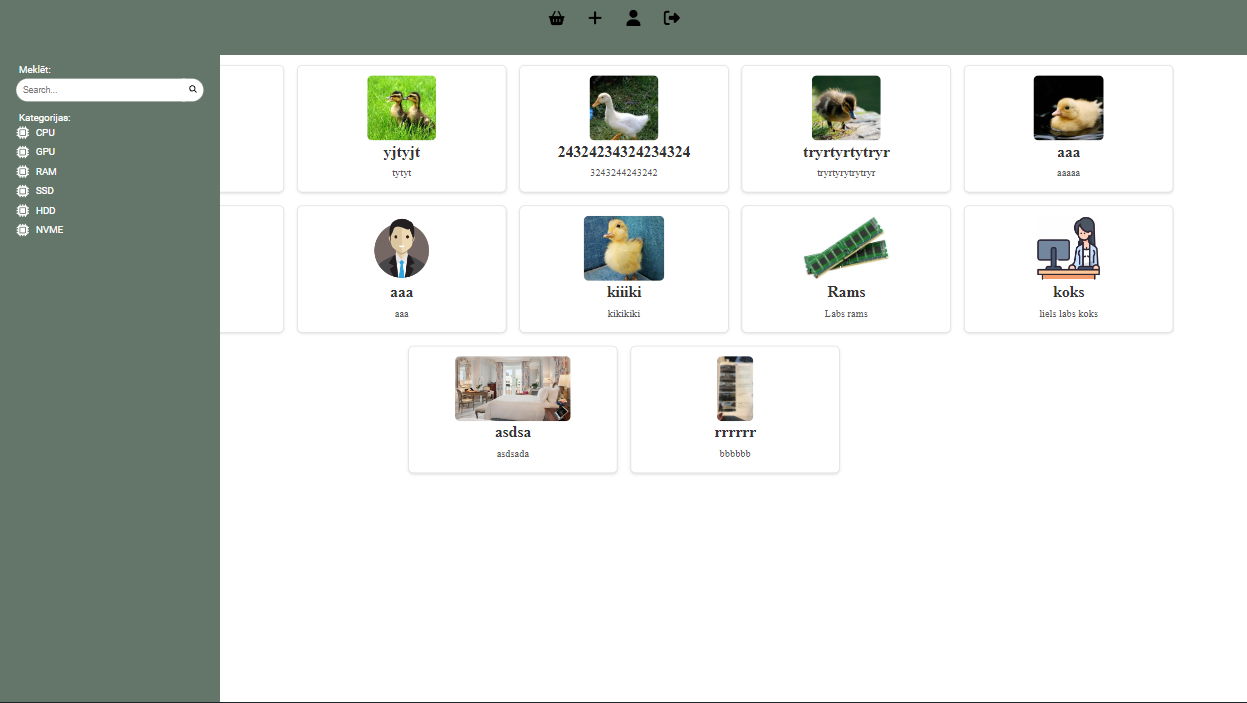 Meklēt:
Search...
Kategorijas:
CPU
GPU
RAM
SSD
HDD
NVME
yjtyjt
tytyt
24324234324234324
3243244243242
tryrtyrtytryr
tryrtyrytrytryr
aaa
aaaaa
aaa
aaa
kiiiki
kikikiki
Rams
Labs rams
koks
liels labs koks
asdsa
asdsada
rrrrrr
bbbbbb